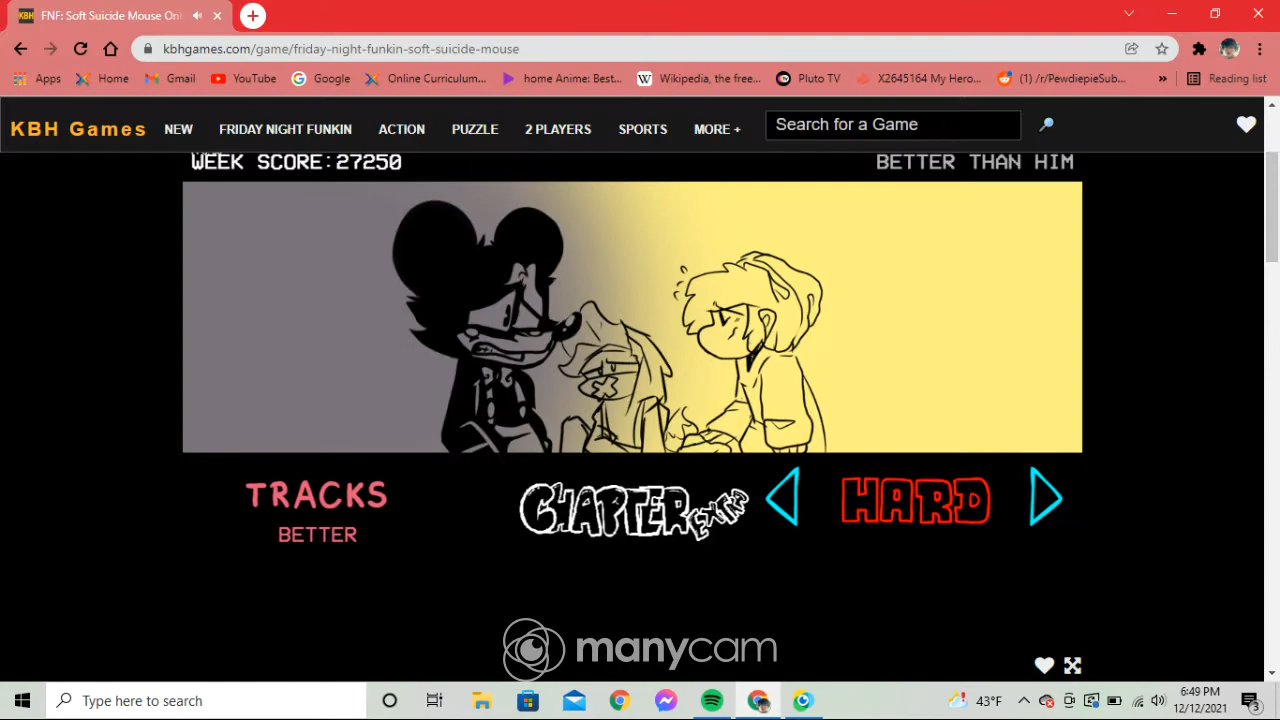 KBH FNF: Soft Suicide Mouse Onl
kbhgames.com/game/friday-night-funkin-soft-suicide-mouse
Apps Home Gmail YouTube Google Online Curriculum... home Anime: Best... W Wikipedia, the free... Pluto TV X2645164 My Hero... (1) /r/PewdiepieSub... » Reading list
KBH Games NEW FRIDAY NIGHT FUNKIN ACTION PUZZLE 2 PLAYERS SPORTS MORE + Search for a Game
WEEK SCORE:27250 BETTER THAN HIM
TRACKS CHAPTER EXTRA HARD
BETTER
manycam
Type here to search 43°F 6:49 PM
12/12/2021 3